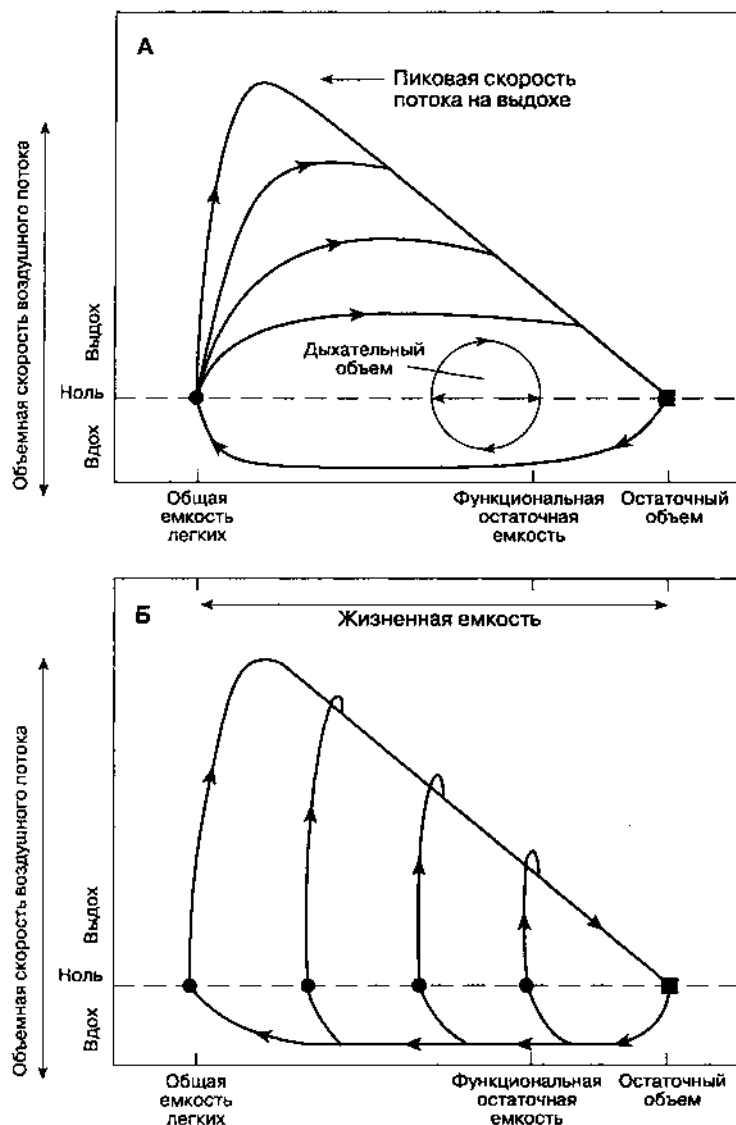 А
Пиковая скорость
потока на выдохе
Объемная скорость воздушного потока
Выдох
Дыхательный
объем
Ноль
Вдох
Общая
емкость
легких
Функциональная
остаточная
емкость
Остаточный
объем
Б
Жизненная емкость
Объемная скорость воздушного потока
Выдох
Ноль
Вдох
Общая
емкость
легких
Функциональная
остаточная
емкость
Остаточный
объем